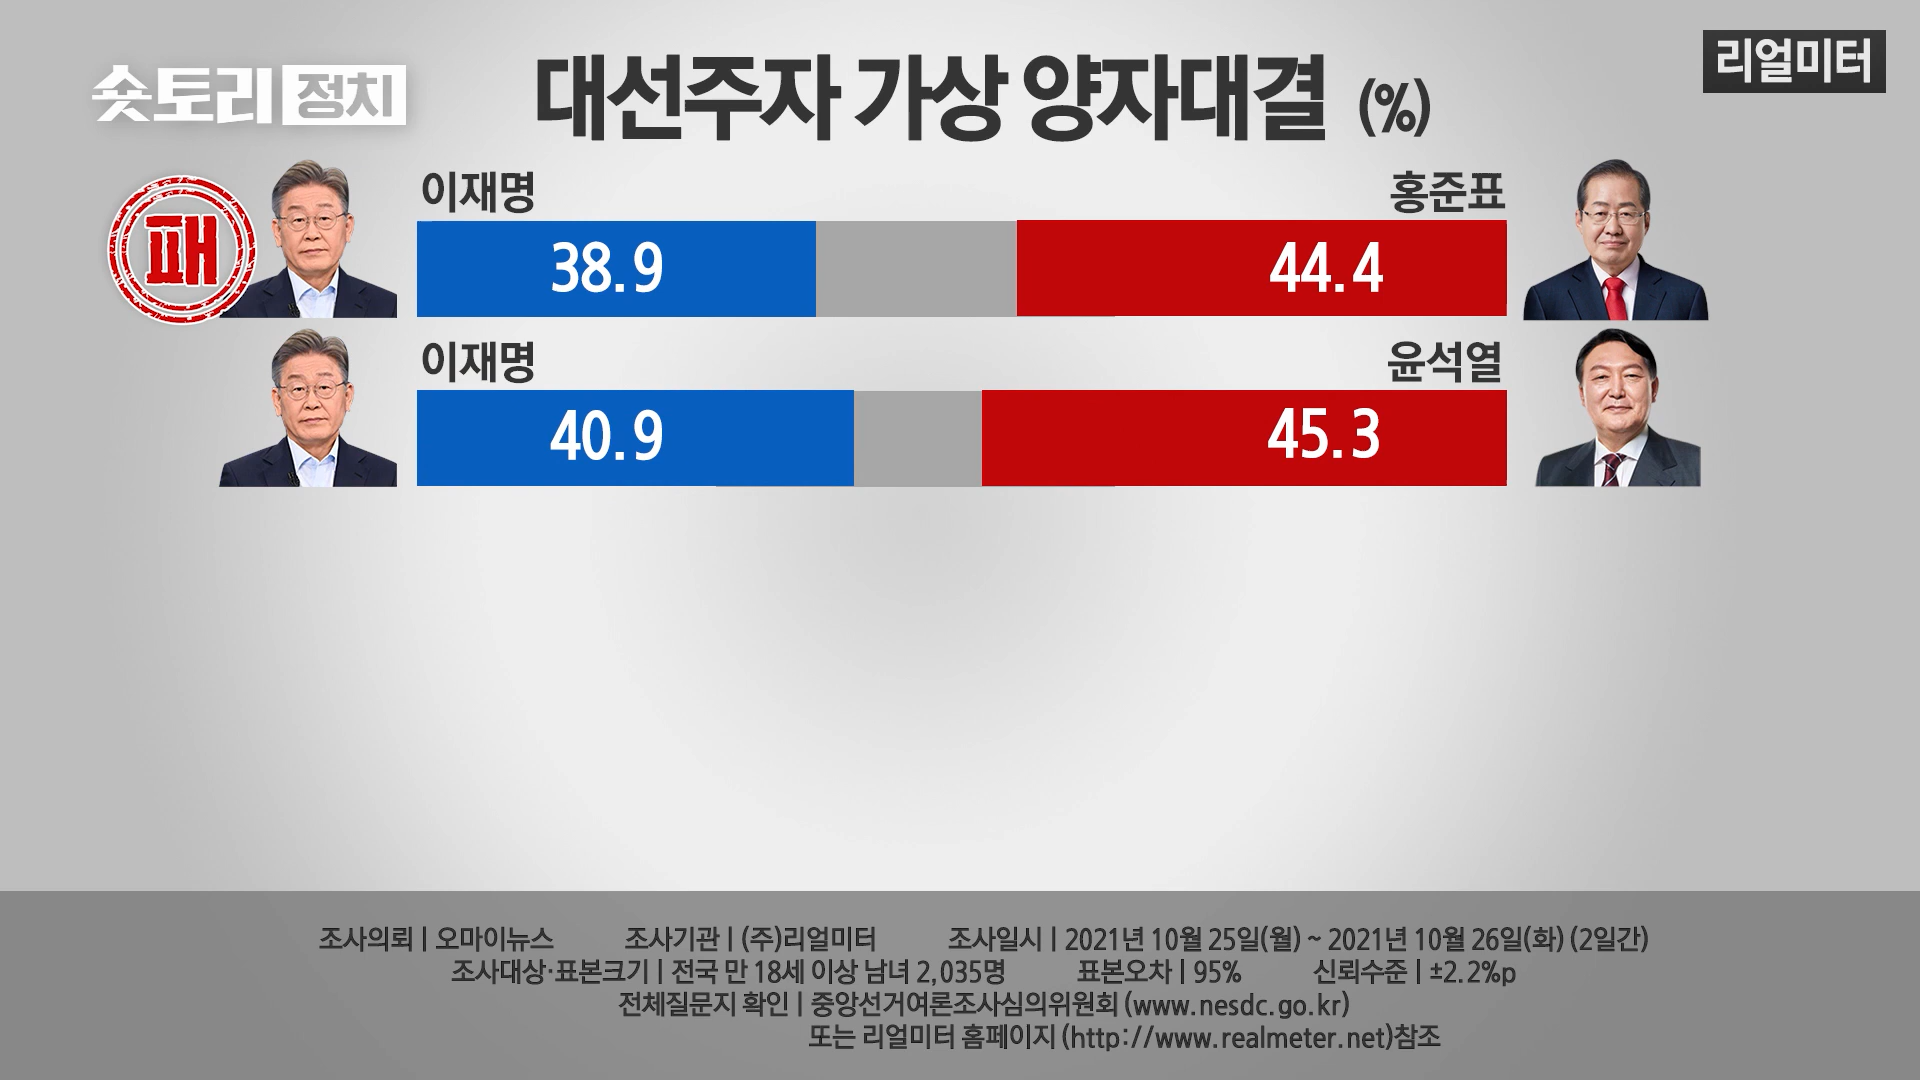 숏토리 정치
대선주자 가상 양자대결 (%)
리얼미터
패
이재명 홍준표
38.9 44.4
이재명 윤석열
40.9 45.3
조사의뢰 | 오마이뉴스 조사기관 | (주)리얼미터 조사일시 | 2021년 10월 25일(월) ~ 2021년 10월 26일(화) (2일간)
조사대상·표본크기 | 전국 만 18세 이상 남녀 2,035명 표본오차 | 95% 신뢰수준 | ±2.2%p
전체질문지 확인 | 중앙선거여론조사심의위원회 (www.nesdc.go.kr)
또는 리얼미터 홈페이지 (http://www.realmeter.net)참조